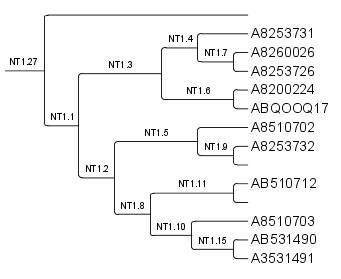 A8253731
NT1.4
A8260026
NT1.7
NT1.27
NT1.3
A8253726
A8200224
NT1.6
ABQOOQ17
NT1.1
A8510702
NT1.5
A8253732
NT1.9
NT1.2
NT1.11
AB510712
NT1.8
A8510703
NT1.10
AB531490
NT1.15
A3531491